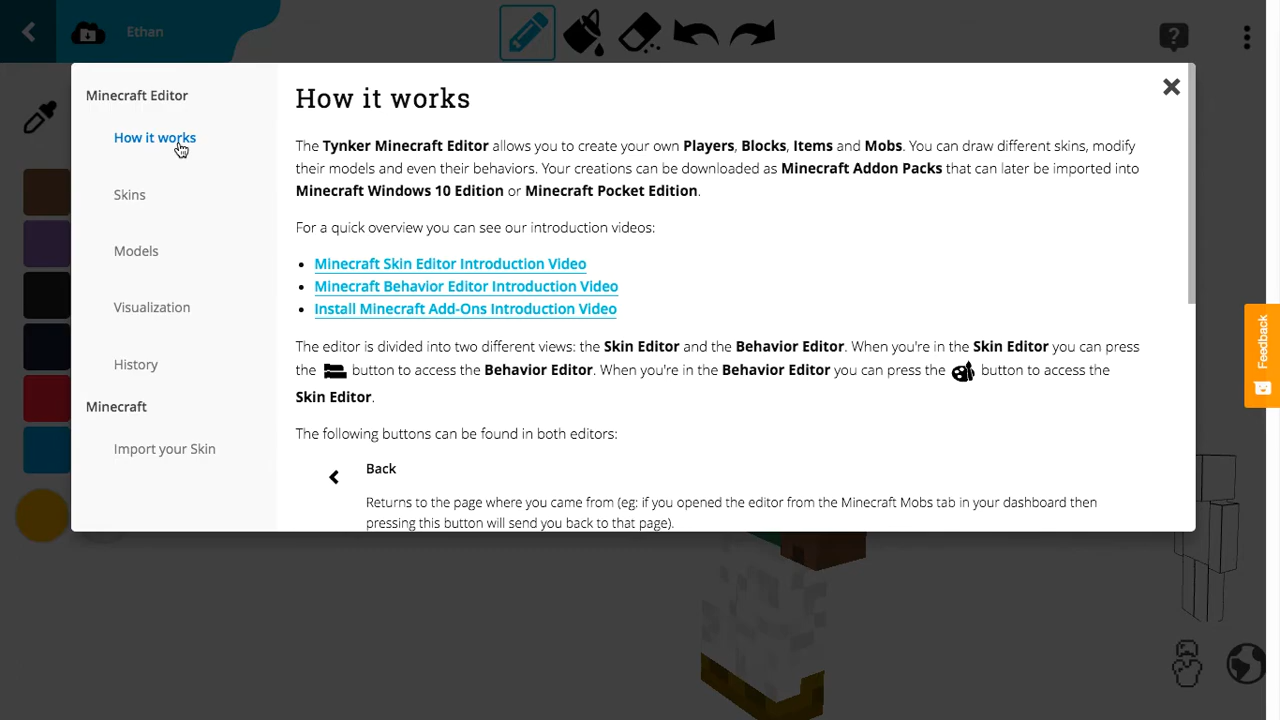 Ethan
Minecraft Editor
How it works
Skins
Models
Visualization
History
Minecraft
Import your Skin
How it works
The Tynker Minecraft Editor allows you to create your own Players, Blocks, Items and Mobs. You can draw different skins, modify
their models and even their behaviors. Your creations can be downloaded as Minecraft Addon Packs that can later be imported into
Minecraft Windows 10 Edition or Minecraft Pocket Edition.
For a quick overview you can see our introduction videos:
• Minecraft Skin Editor Introduction Video
• Minecraft Behavior Editor Introduction Video
• Install Minecraft Add-Ons Introduction Video
The editor is divided into two different views: the Skin Editor and the Behavior Editor. When you're in the Skin Editor you can press
the button to access the Behavior Editor. When you're in the Behavior Editor you can press the button to access the
Skin Editor.
The following buttons can be found in both editors:
Back
Returns to the page where you came from (eg: if you opened the editor from the Minecraft Mobs tab in your dashboard then
pressing this button will send you back to that page).
Feedback